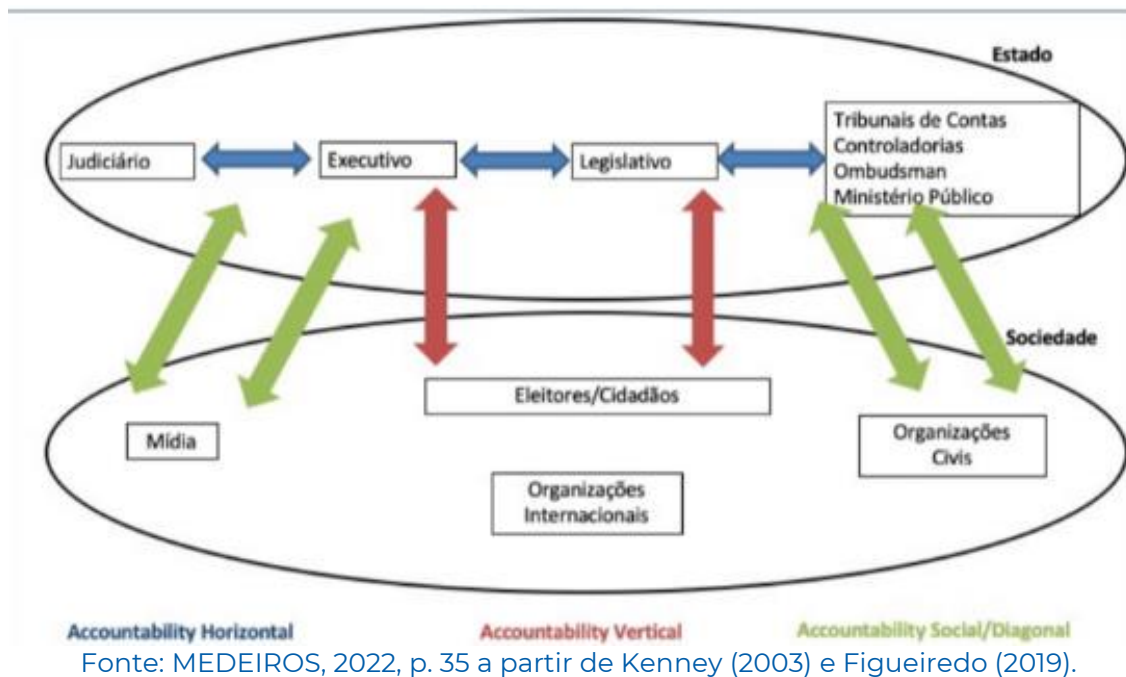 Estado
Judiciário
Executivo
Legislativo
Tribunais de Contas
Controladorias
Ombudsman
Ministério Público
Sociedade
Eleitores/Cidadãos
Mídia
Organizações
Civis
Organizações
Internacionais
Accountability Horizontal
Accountability Vertical
Accountability Social/Diagonal
Fonte: MEDEIROS, 2022, p. 35 a partir de Kenney (2003) e Figueiredo (2019).